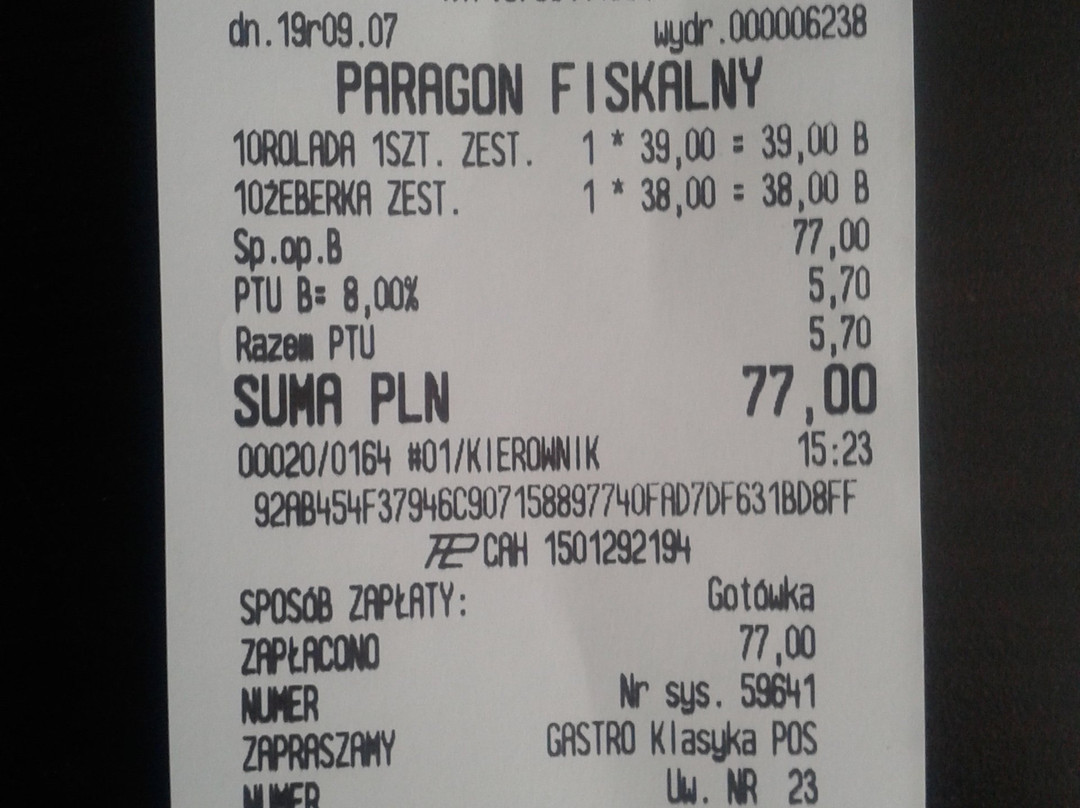 dn.19r09.07 wydr.000006238
PARAGON FISKALNY
10ROLADA 1SZT. ZEST. 1 * 39,00 = 39,00 B
10ŻEBERKA ZEST. 1 * 38,00 = 38,00 B
Sp.op.B 77,00
PTU B= 8,00% 5,70
Razem PTU 5,70
SUMA PLN 77,00
00020/0164 #01/KIEROWNIK 15:23
92AB454F37946C907158897740FAD7DF631BD8FF
CAH 1501292194
SPOSÓB ZAPŁATY: Gotówka
ZAPŁACONO 77,00
NUMER Nr sys. 59641
ZAPRASZAMY GASTRO Klasyka POS
NUMER Uw. NR 23